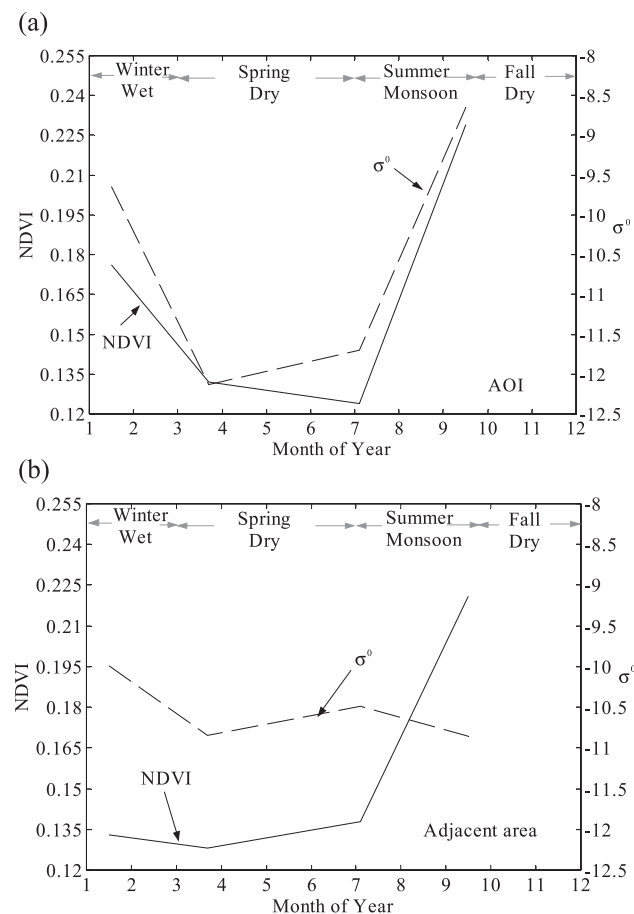 (a)
0.255
0.24
0.225
0.21
0.195
0.18
0.165
0.15
0.135
0.12
NDVI
Winter
Wet
Spring
Dry
Summer
Monsoon
Fall
Dry
σ⁰
NDVI
AOI
-8
-8.5
-9
-9.5
-10
-10.5
-11
-11.5
-12
-12.5
σ⁰
1 2 3 4 5 6 7 8 9 10 11 12
Month of Year
(b)
0.255
0.24
0.225
0.21
0.195
0.18
0.165
0.15
0.135
0.12
NDVI
Winter
Wet
Spring
Dry
Summer
Monsoon
Fall
Dry
σ⁰
NDVI
Adjacent area
-8
-8.5
-9
-9.5
-10
-10.5
-11
-11.5
-12
-12.5
σ⁰
1 2 3 4 5 6 7 8 9 10 11 12
Month of Year